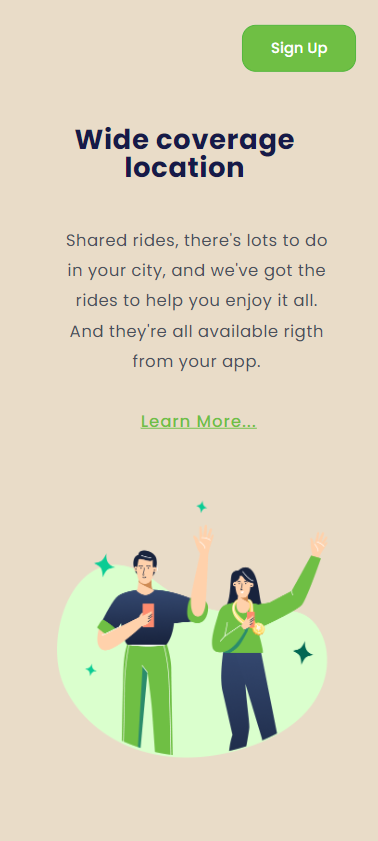 Sign Up
Wide coverage
location
Shared rides, there's lots to do
in your city, and we've got the
rides to help you enjoy it all.
And they're all available rigth
from your app.
Learn More...